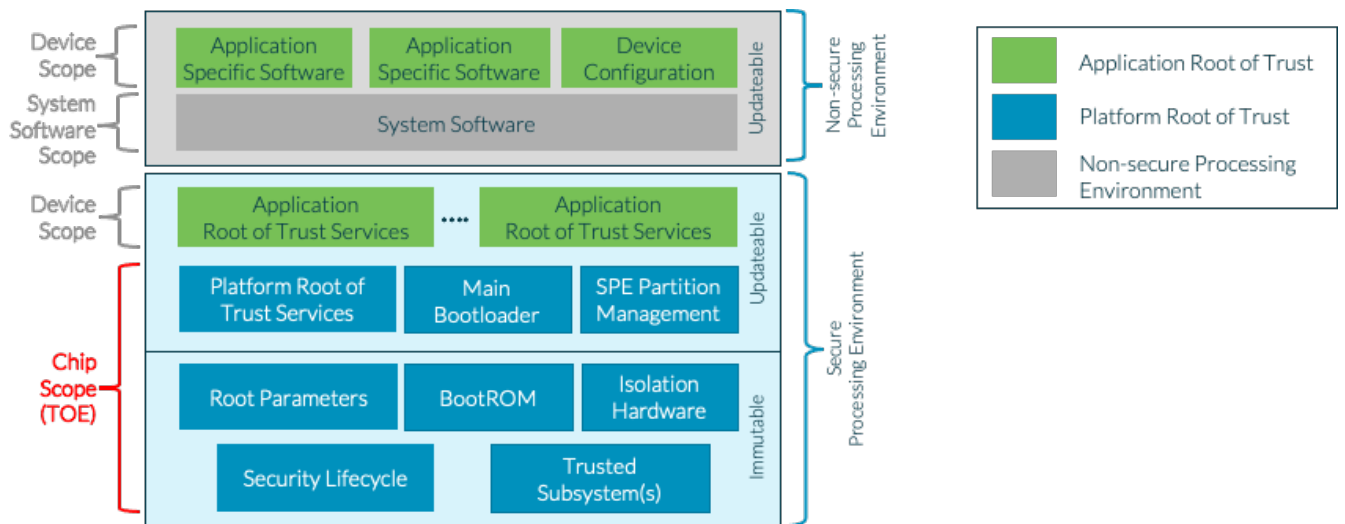 Device
Scope
Application
Specific Software
Application
Specific Software
Device
Configuration
System
Software
Scope
System Software
Updateable
Non-secure
Processing
Environment
Device
Scope
Application
Root of Trust Services
....
Application
Root of Trust Services
Updateable
Platform Root of
Trust Services
Main
Bootloader
SPE Partition
Management
Chip
Scope
(TOE)
Root Parameters
BootROM
Isolation
Hardware
Security Lifecycle
Trusted
Subsystem(s)
Immutable
Secure
Processing Environment
Application Root of Trust
Platform Root of Trust
Non-secure Processing
Environment